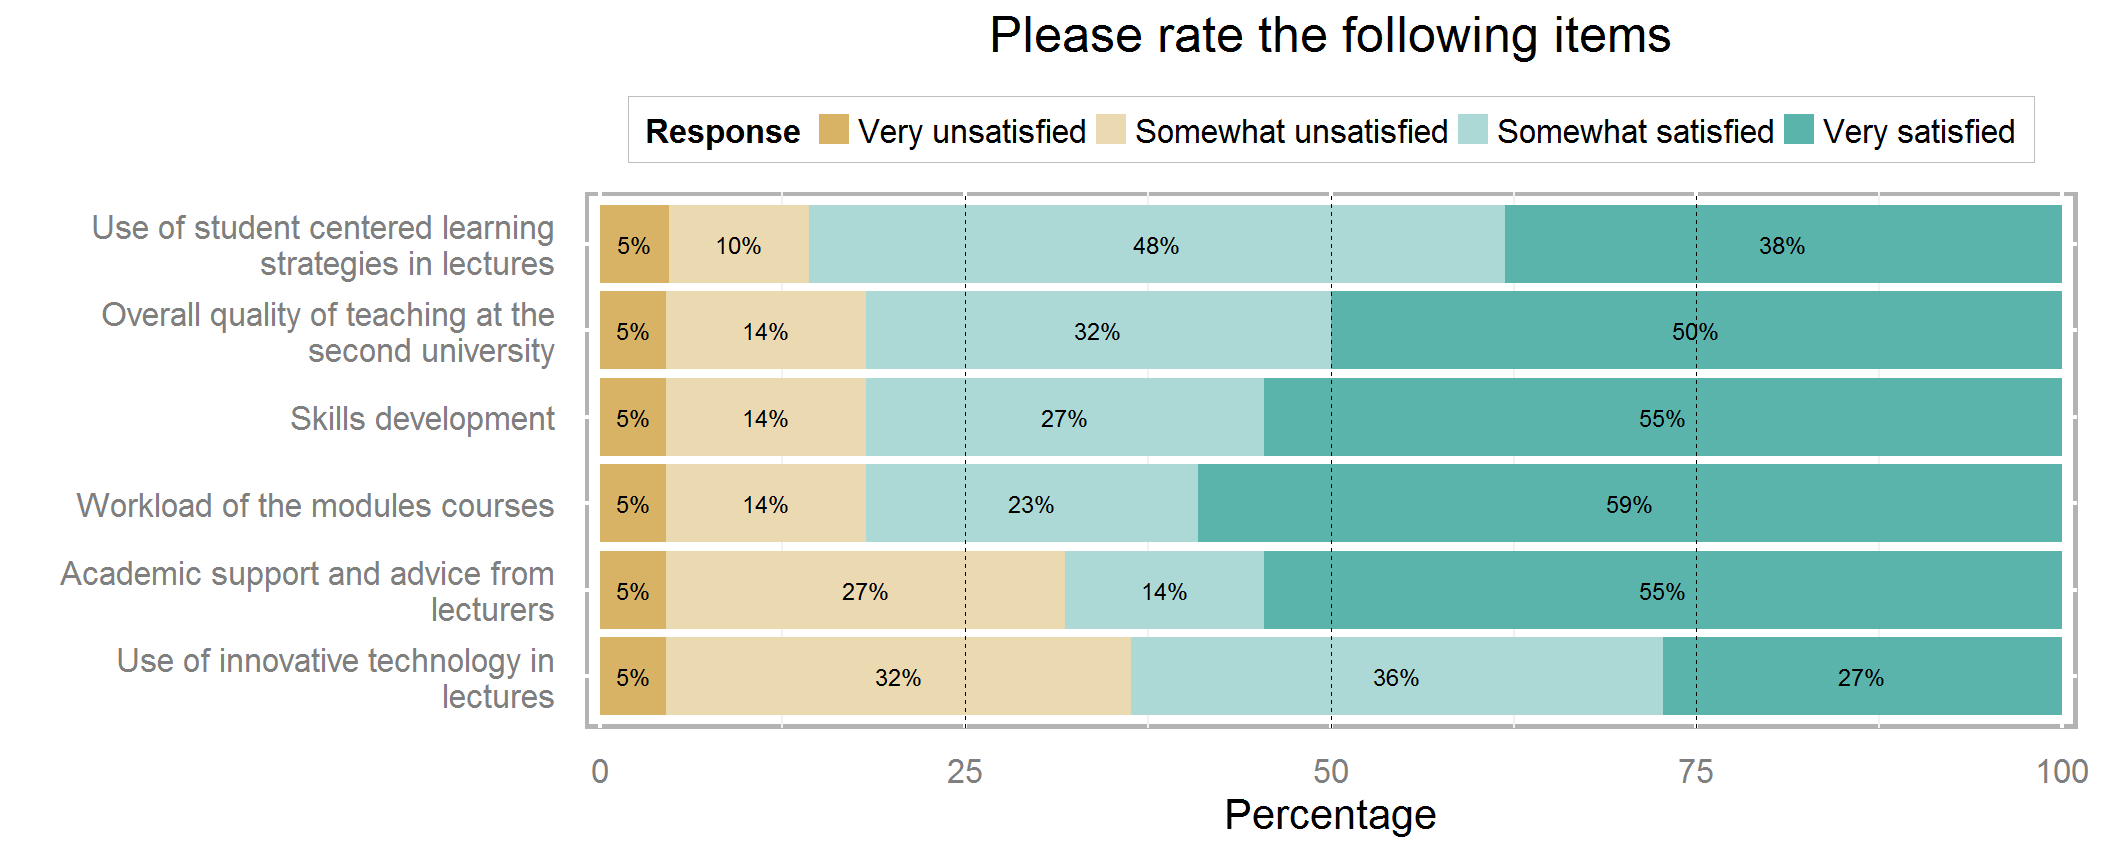 Please rate the following items
Response Very unsatisfied Somewhat unsatisfied Somewhat satisfied Very satisfied
Use of student centered learning
strategies in lectures
5% 10% 48% 38%
Overall quality of teaching at the
second university
5% 14% 32% 50%
Skills development
5% 14% 27% 55%
Workload of the modules courses
5% 14% 23% 59%
Academic support and advice from
lecturers
5% 27% 14% 55%
Use of innovative technology in
lectures
5% 32% 36% 27%
0 25 50 75 100
Percentage